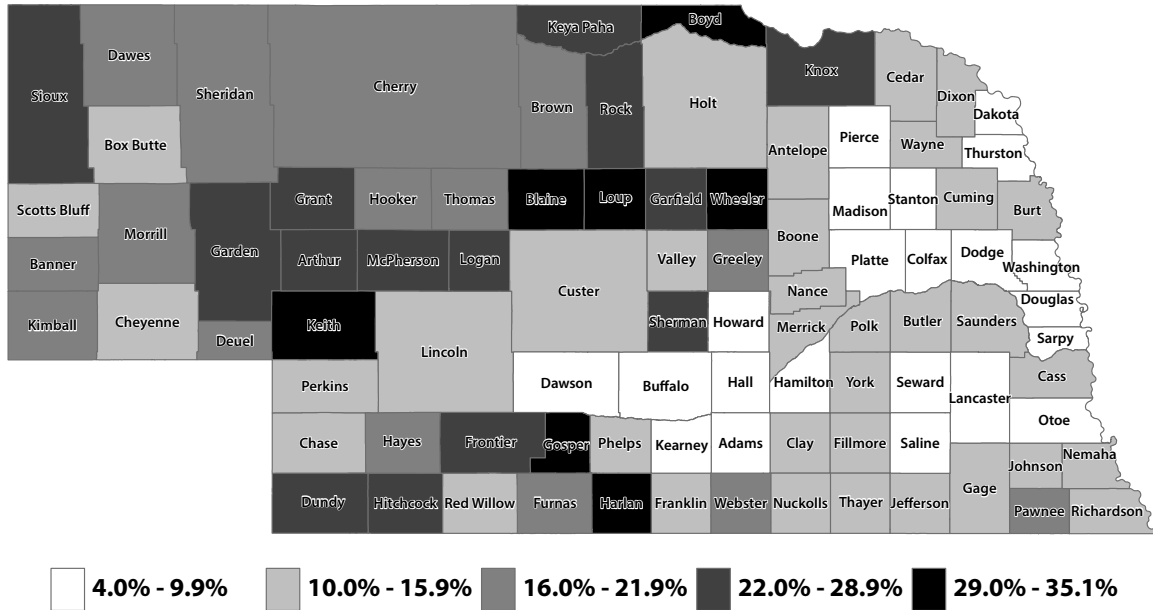 Boyd
Keya Paha
Dawes
Knox
Cedar
Cherry
Sioux
Sheridan
Dixon
Brown
Rock
Holt
Dakota
Pierce
Box Butte
Wayne
Antelope
Thurston
Grant
Hooker
Thomas
Blaine
Loup
Garfield
Wheeler
Stanton
Cuming
Scotts Bluff
Madison
Burt
Morrill
Boone
Garden
Banner
Arthur
McPherson
Logan
Valley
Greeley
Platte
Colfax
Dodge
Washington
Custer
Nance
Douglas
Kimball
Cheyenne
Keith
Sherman
Howard
Merrick
Polk
Butler
Saunders
Deuel
Sarpy
Lincoln
Perkins
Dawson
Buffalo
Hall
Hamilton
York
Seward
Cass
Lancaster
Otoe
Chase
Hayes
Frontier
Gosper
Phelps
Kearney
Adams
Clay
Fillmore
Saline
Nemaha
Johnson
Gage
Dundy
Hitchcock
Red Willow
Furnas
Harlan
Franklin
Webster
Nuckolls
Thayer
Jefferson
Pawnee
Richardson
4.0% - 9.9%
10.0% - 15.9%
16.0% - 21.9%
22.0% - 28.9%
29.0% - 35.1%